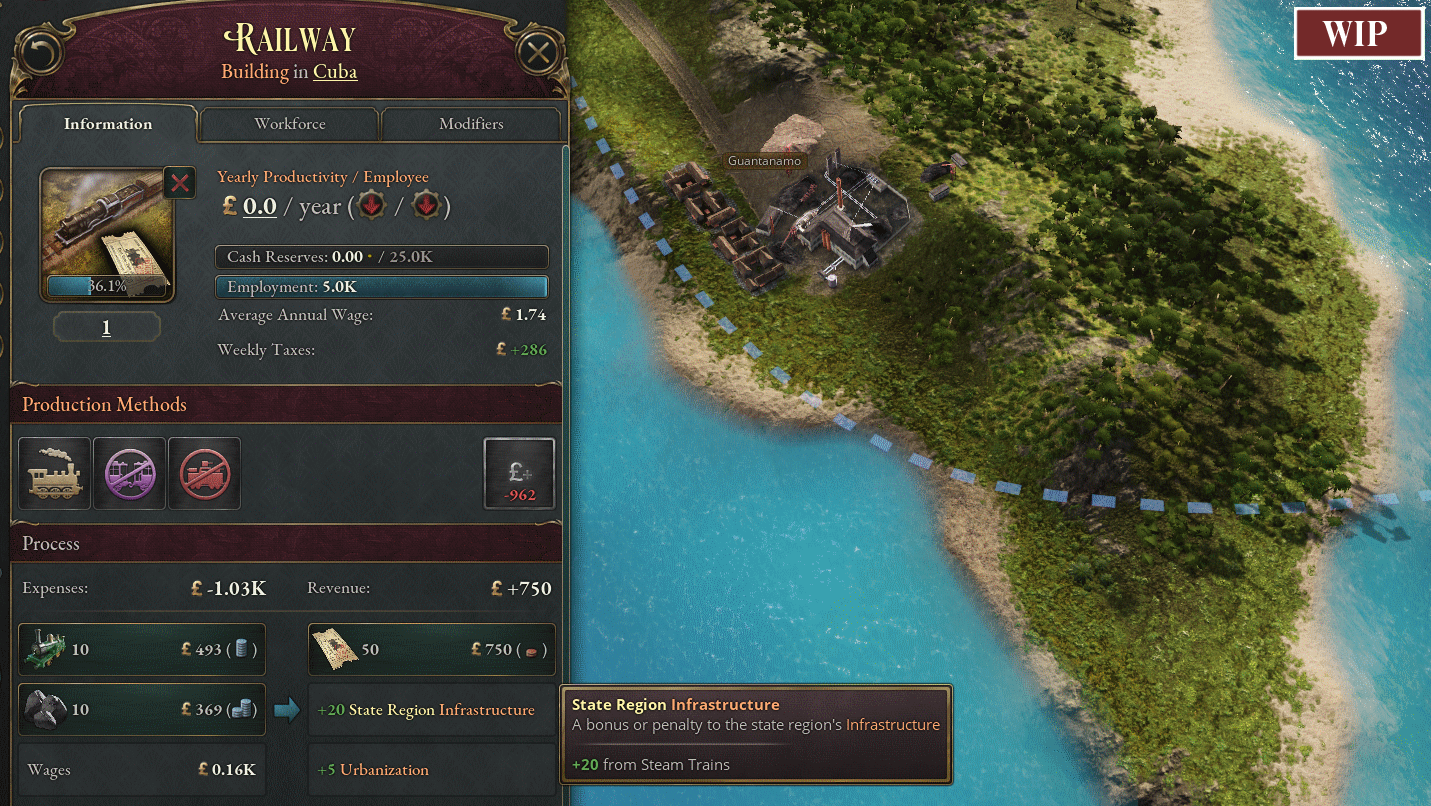 RAILWAY
Building in Cuba
WIP
Information
Workforce
Modifiers
Yearly Productivity / Employee
£ 0.0 / year ( / )
Cash Reserves: 0.00 / 25.0K
36.1%
Employment: 5.0K
1
Average Annual Wage:
£ 1.74
Weekly Taxes:
£ +286
Guantanamo
Production Methods
£+
-962
Process
Expenses:
£ -1.03K
Revenue:
£ +750
10
£ 493 ( )
50
£ 750 ( )
10
£ 369 ( )
+20 State Region Infrastructure
Wages
£ 0.16K
+5 Urbanization
State Region Infrastructure
A bonus or penalty to the state region's Infrastructure
+20 from Steam Trains